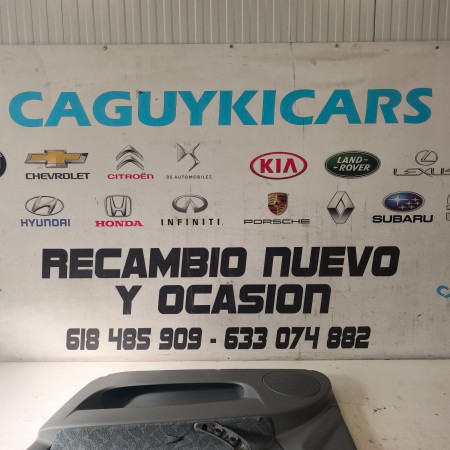 CAGUYKICARS
CHEVROLET
CITROËN
DS AUTOMOBILES
KIA
LAND-
ROVER
LEXUS
HYUNDAI
HONDA
INFINITI
PORSCHE
SUBARU
RECAMBIO NUEVO
Y OCASION
618 485 909 - 633 074 882
CA